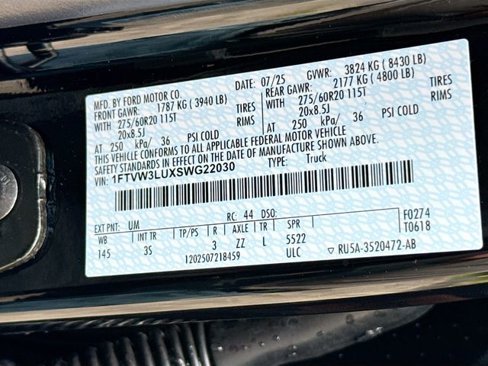 MFD. BY FORD MOTOR CO.
DATE: 07/25 GVWR: 3824 KG ( 8430 LB)
FRONT GAWR: 1787 KG ( 3940 LB)
REAR GAWR: 2177 KG ( 4800 LB)
WITH 275/60R20 115T TIRES
WITH 275/60R20 115T TIRES
20x8.5J RIMS
20x8.5J RIMS
AT 250 kPa/ 36 PSI COLD
AT 250 kPa/ 36 PSI COLD
THIS VEHICLE CONFORMS TO ALL APPLICABLE FEDERAL MOTOR VEHICLE
SAFETY STANDARDS IN EFFECT ON THE DATE OF MANUFACTURE SHOWN ABOVE.
VIN: 1FTVW3LUXSWG22030
TYPE: Truck
EXT PNT: UM RC: 44 DSO:
WB INT TR TP/PS R AXLE TR SPR
145 3S 3 ZZ L 5522
ULC
1202507218459
F0274
T0618
RU5A-3520472-AB